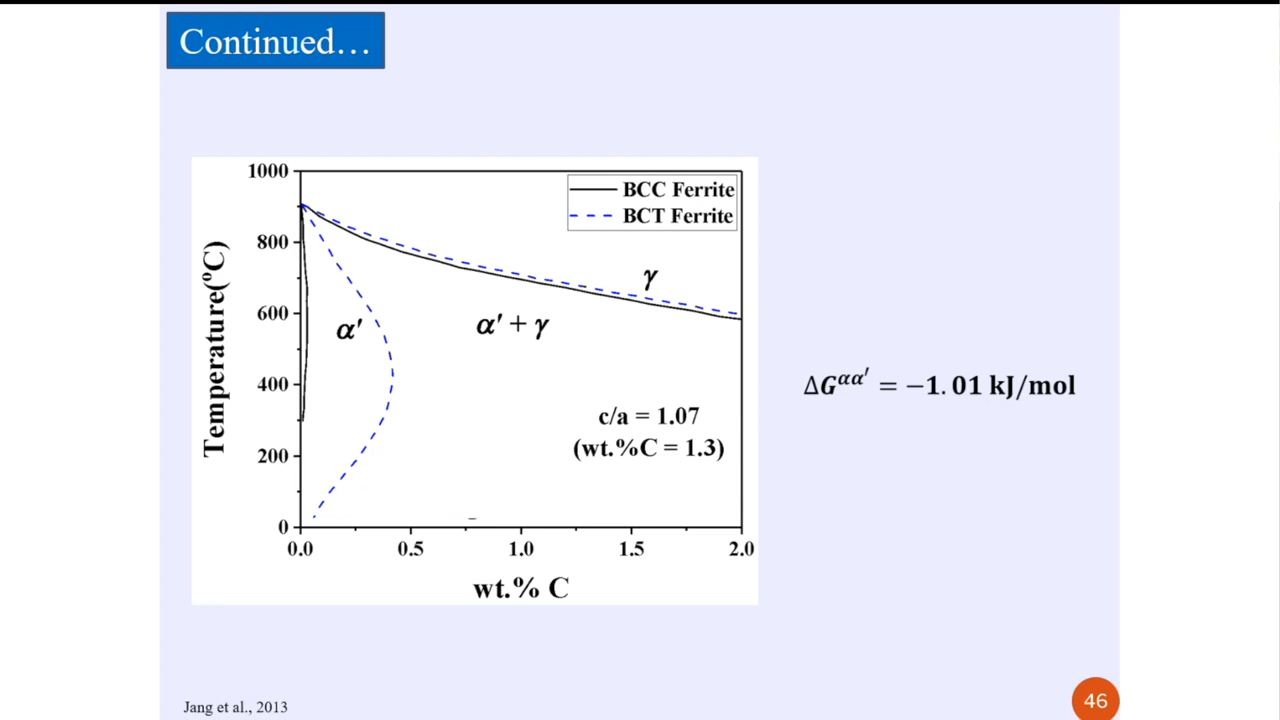 Continued…
1000
800
600
400
200
0
Temperature(⁰C)
BCC Ferrite
BCT Ferrite
γ
α′
α′ + γ
c/a = 1.07
(wt.%C = 1.3)
0.0 0.5 1.0 1.5 2.0
wt.% C
ΔG^{αα′} = −1.01 kJ/mol
Jang et al., 2013
46